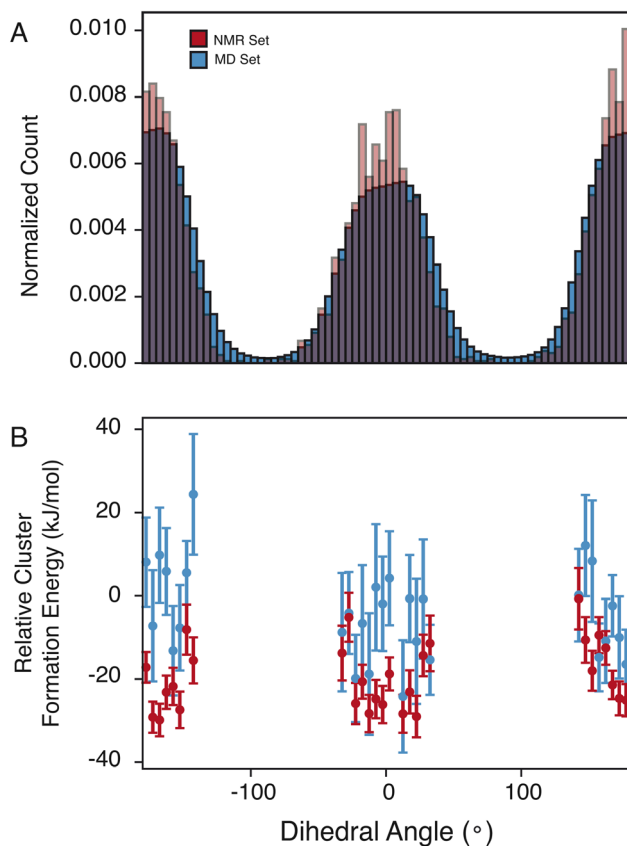 A
0.010
NMR Set
MD Set
0.008
0.006
0.004
0.002
0.000
Normalized Count
B
40
20
0
-20
-40
Relative Cluster
Formation Energy (kJ/mol)
-100
0
100
Dihedral Angle (°)